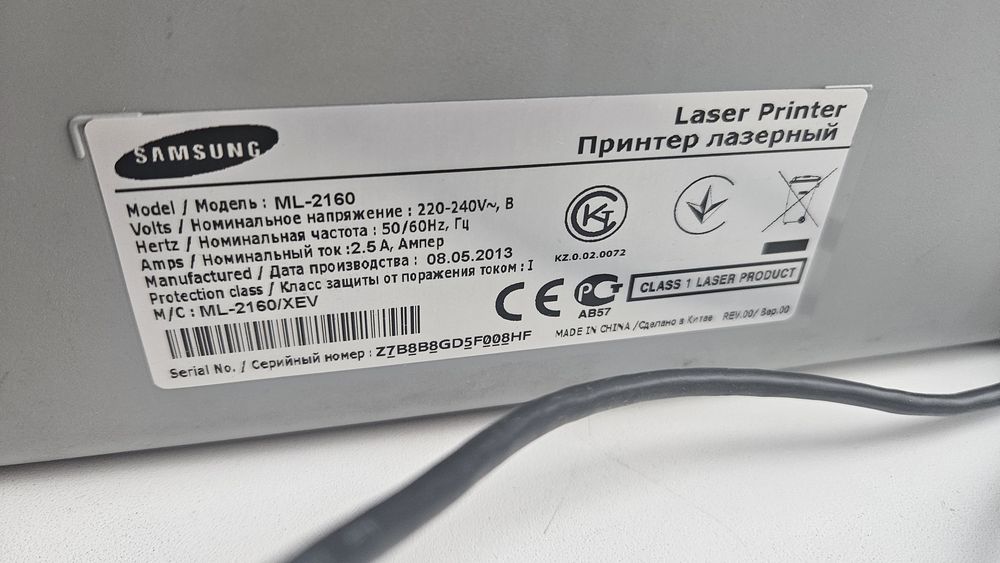 SAMSUNG
Laser Printer
Принтер лазерный
Model / Модель : ML-2160
Volts / Номинальное напряжение : 220-240V~, В
Hertz / Номинальная частота : 50/60Hz, Гц
Amps / Номинальный ток :2.5 A, Ампер
Manufactured / Дата производства : 08.05.2013
Protection class / Класс защиты от поражения током : I
M/C : ML-2160/XEV
Serial No. / Серийный номер : Z7B8B8GD5F008HF
KZ.0.02.0072
CE
РСТ
АВ57
CLASS 1 LASER PRODUCT
MADE IN CHINA /Сделано в Китае REV.00/ Вар.00